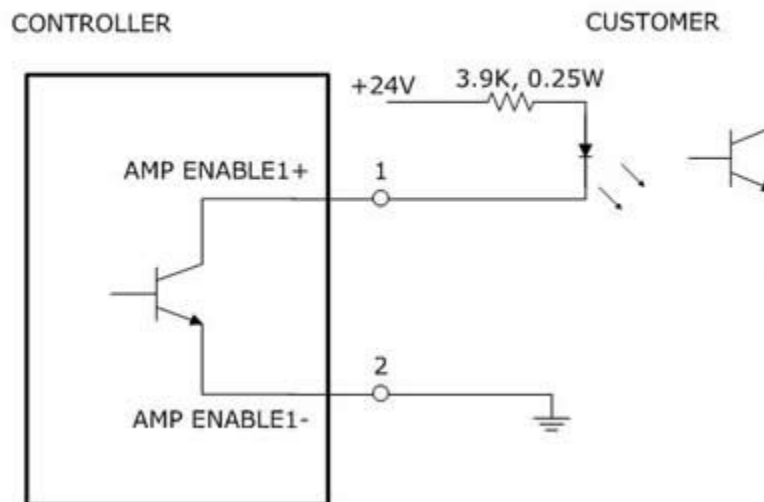 CONTROLLER
CUSTOMER
+24V
3.9K, 0.25W
AMP ENABLE1+
1
2
AMP ENABLE1-